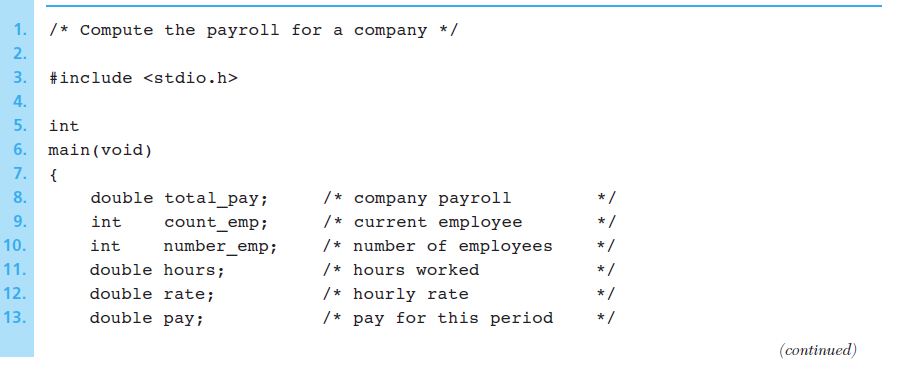 1. /* Compute the payroll for a company */
2.
3. #include <stdio.h>
4.
5. int
6. main(void)
7. {
8. double total_pay; /* company payroll */
9. int count_emp; /* current employee */
10. int number_emp; /* number of employees */
11. double hours; /* hours worked */
12. double rate; /* hourly rate */
13. double pay; /* pay for this period */
(continued)